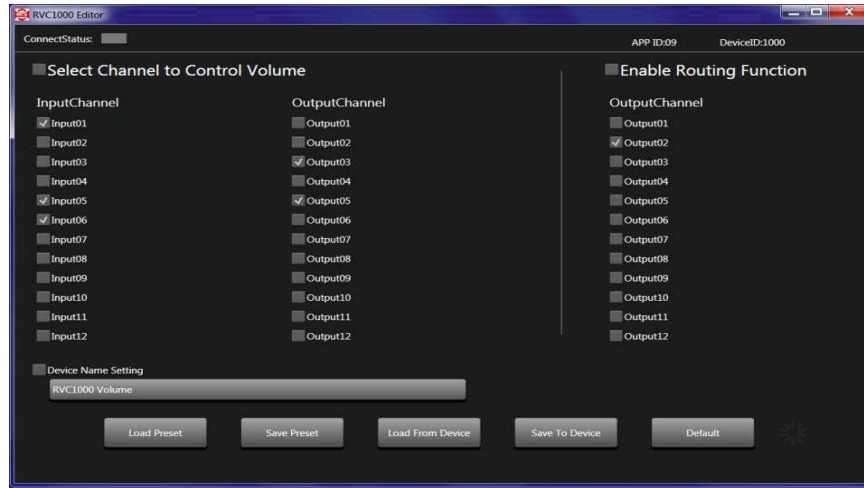 RVC1000 Editor
ConnectStatus:
APP ID:09 DeviceID:1000
Select Channel to Control Volume
Enable Routing Function
InputChannel OutputChannel OutputChannel
Input01 Output01 Output01
Input02 Output02 Output02
Input03 Output03 Output03
Input04 Output04 Output04
Input05 Output05 Output05
Input06 Output06 Output06
Input07 Output07 Output07
Input08 Output08 Output08
Input09 Output09 Output09
Input10 Output10 Output10
Input11 Output11 Output11
Input12 Output12 Output12
Device Name Setting
RVC1000 Volume
Load Preset Save Preset Load From Device Save To Device Default